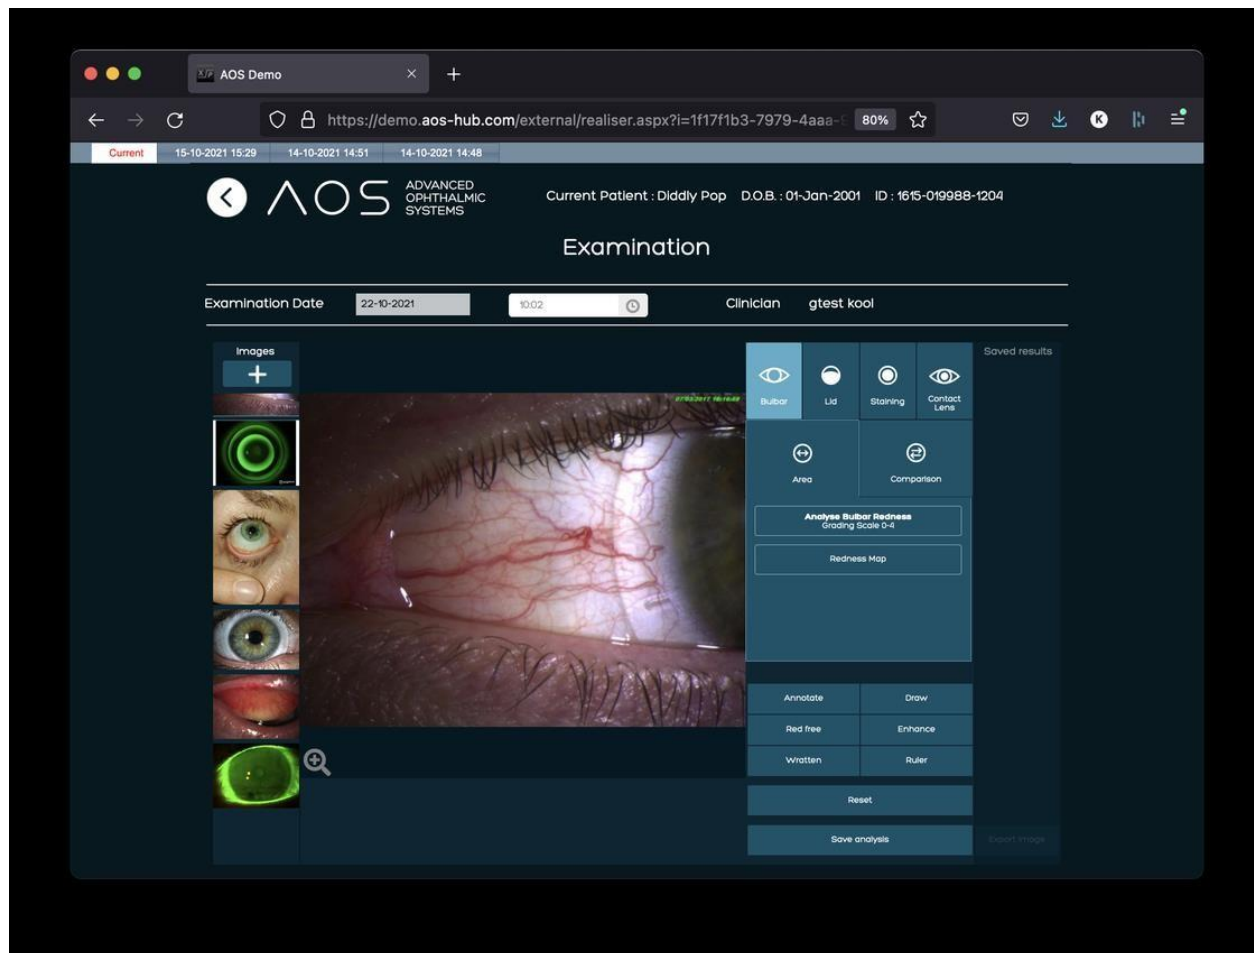 AOS Demo
https://demo.aos-hub.com/external/realiser.aspx?i=1f17f1b3-7979-4aaa- 80%
Current 15-10-2021 15:29 14-10-2021 14:51 14-10-2021 14:48
AOS ADVANCED
OPHTHALMIC
SYSTEMS
Current Patient : Diddly Pop D.O.B. : 01-Jan-2001 ID : 1615-019988-1204
Examination
Examination Date 22-10-2021 10:02 Clinician gtest kool
Images
Bulbar Lid Staining Contact
Lens
Saved results
Area Comparison
Analyse Bulbar Redness
Grading Scale 0-4
Redness Map
Annotate Draw
Red free Enhance
Wratten Ruler
Reset
Save analysis Export image